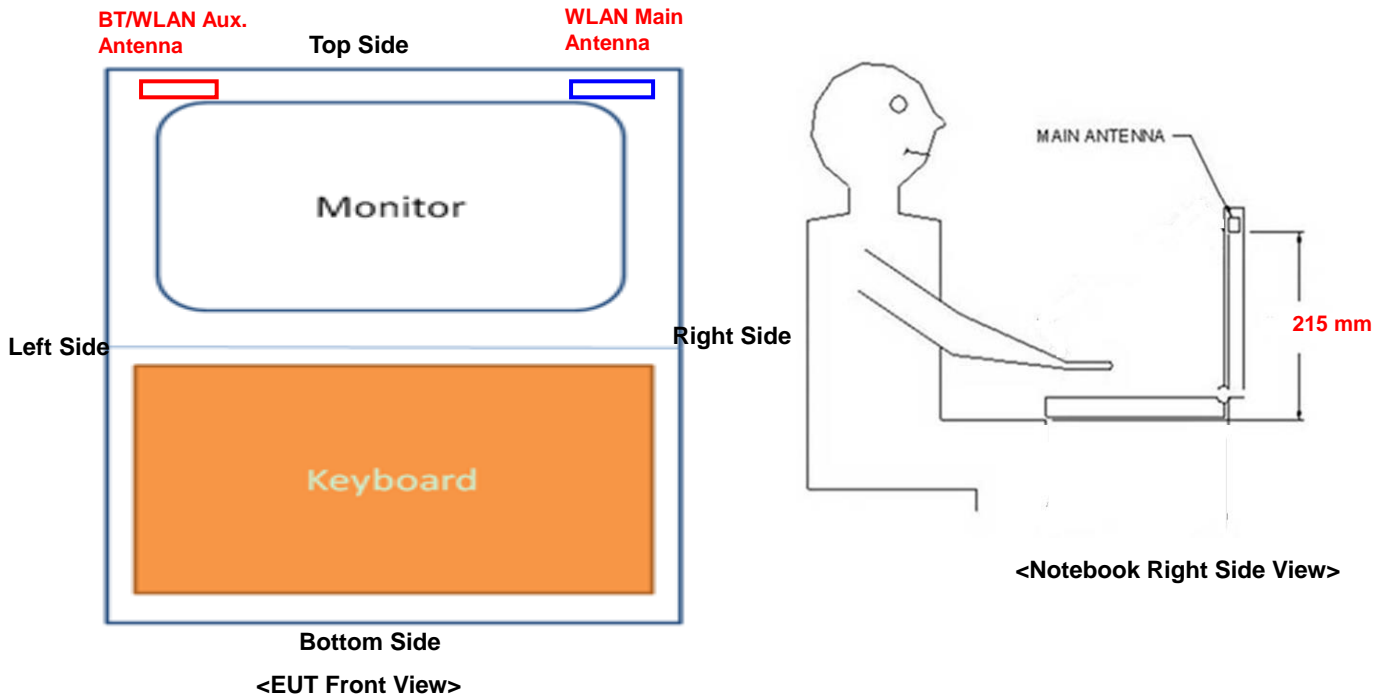 BT/WLAN Aux.
Antenna
Top Side
WLAN Main
Antenna
Monitor
Left Side
Right Side
Keyboard
Bottom Side
<EUT Front View>
MAIN ANTENNA
215 mm
<Notebook Right Side View>